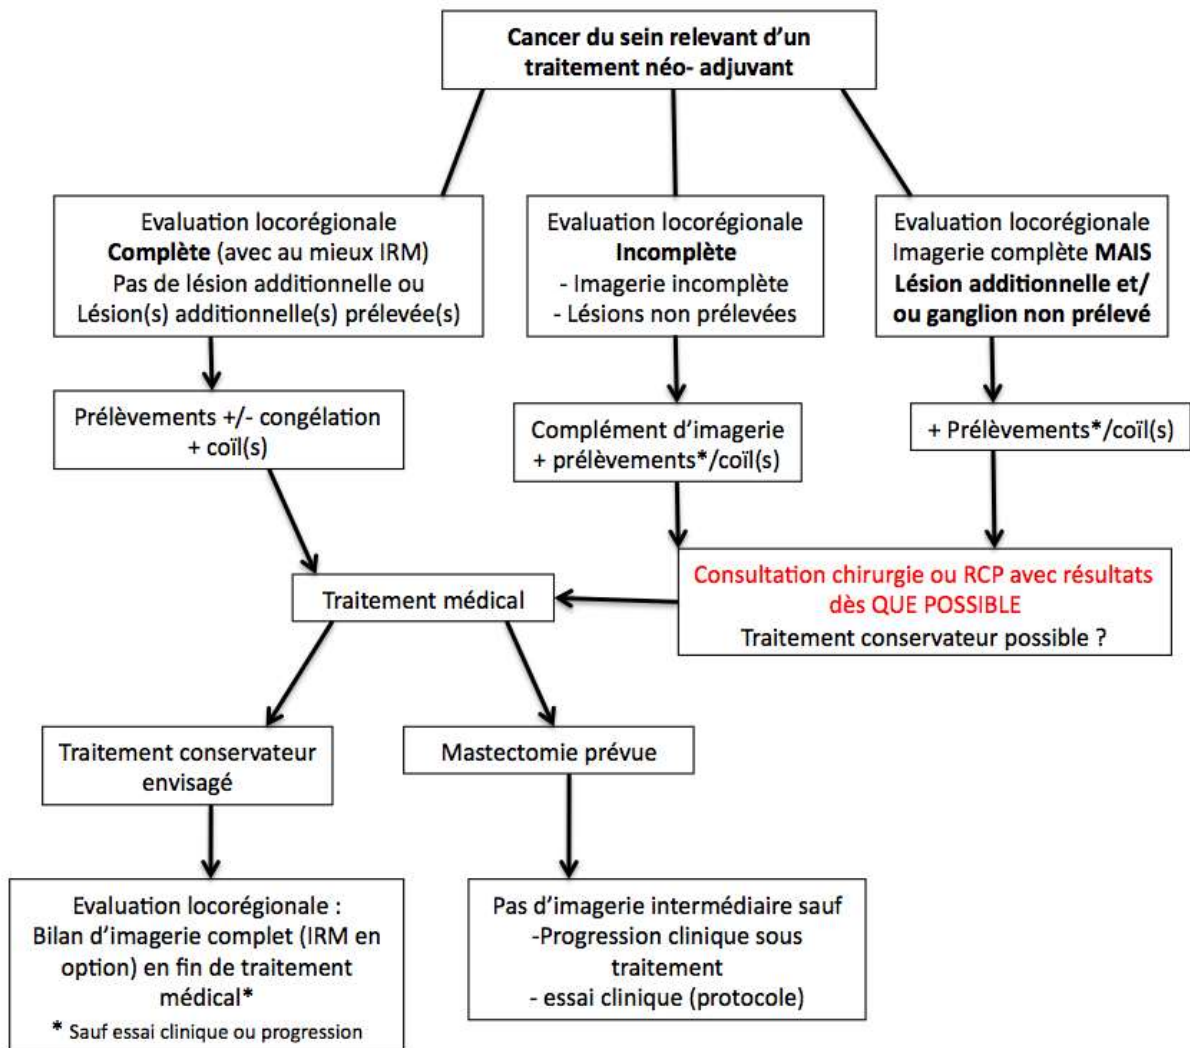 Cancer du sein relevant d'un
traitement néo- adjuvant
Evaluation locorégionale
Complète (avec au mieux IRM)
Pas de lésion additionnelle ou
Lésion(s) additionnelle(s) prélevée(s)
Evaluation locorégionale
Incomplète
- Imagerie incomplète
- Lésions non prélevées
Evaluation locorégionale
Imagerie complète MAIS
Lésion additionnelle et/
ou ganglion non prélevé
Prélèvements +/- congélation
+ coïl(s)
Complément d'imagerie
+ prélèvements*/coïl(s)
+ Prélèvements*/coïl(s)
Consultation chirurgie ou RCP avec résultats
dès QUE POSSIBLE
Traitement conservateur possible ?
Traitement médical
Traitement conservateur
envisagé
Mastectomie prévue
Evaluation locorégionale :
Bilan d'imagerie complet (IRM en
option) en fin de traitement
médical*
* Sauf essai clinique ou progression
Pas d'imagerie intermédiaire sauf
-Progression clinique sous
traitement
- essai clinique (protocole)